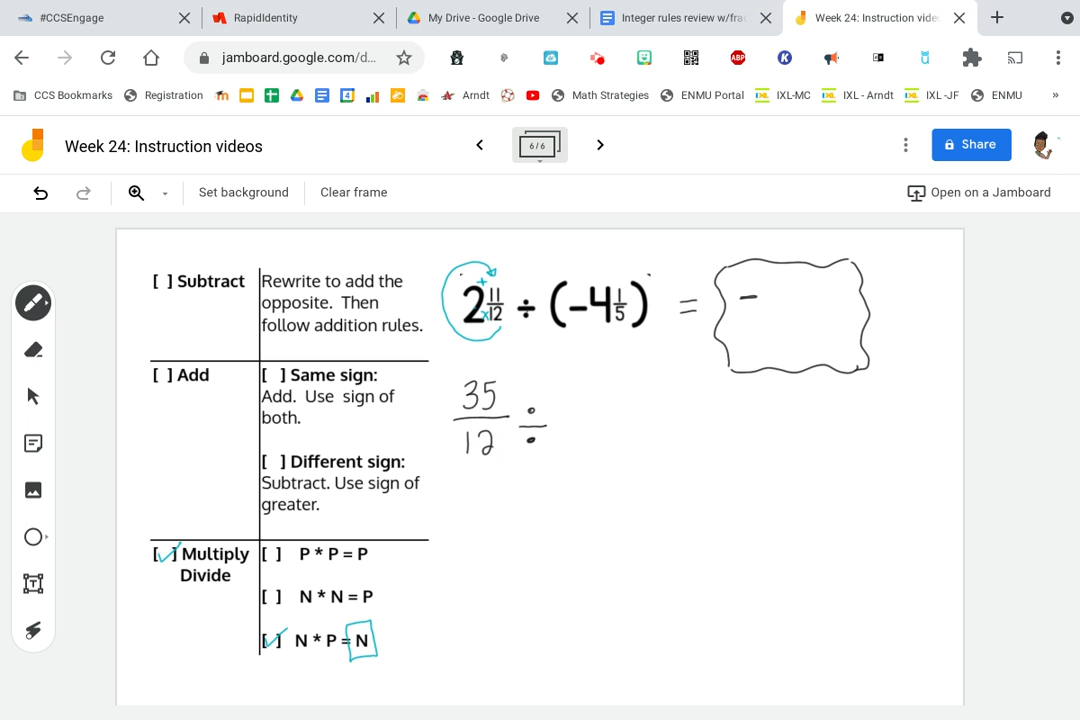 #CCSEngage
RapidIdentity
My Drive - Google Drive
Integer rules review w/fra
Week 24: Instruction vide
jamboard.google.com/d...
ABP
K
CCS Bookmarks
Registration
4
Arndt
Math Strategies
ENMU Portal
IXL-MC
IXL - Arndt
IXL -JF
ENMU
»
Week 24: Instruction videos
6 / 6
Share
Set background
Clear frame
Open on a Jamboard
[ ] Subtract
Rewrite to add the
opposite. Then
follow addition rules.
2 11/12 ÷ (−4 1/5) = −
+
x
[ ] Add
[ ] Same sign:
Add. Use sign of
both.
35/12 ÷
[ ] Different sign:
Subtract. Use sign of
greater.
[✓] Multiply
Divide
[ ] P * P = P
[ ] N * N = P
[✓] N * P = N